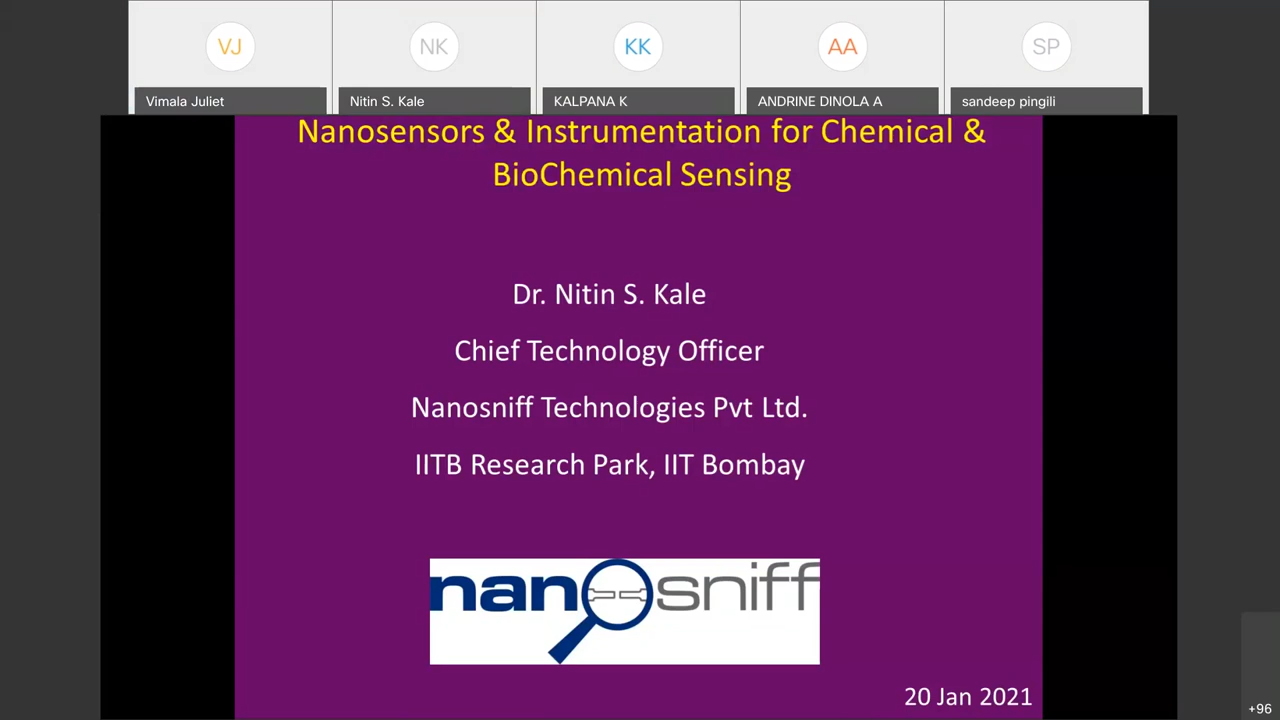 VJ
NK
KK
AA
SP
Vimala Juliet
Nitin S. Kale
KALPANA K
ANDRINE DINOLA A
sandeep pingili
Nanosensors & Instrumentation for Chemical &
BioChemical Sensing
Dr. Nitin S. Kale
Chief Technology Officer
Nanosniff Technologies Pvt Ltd.
IITB Research Park, IIT Bombay
nanosniff
20 Jan 2021
+96